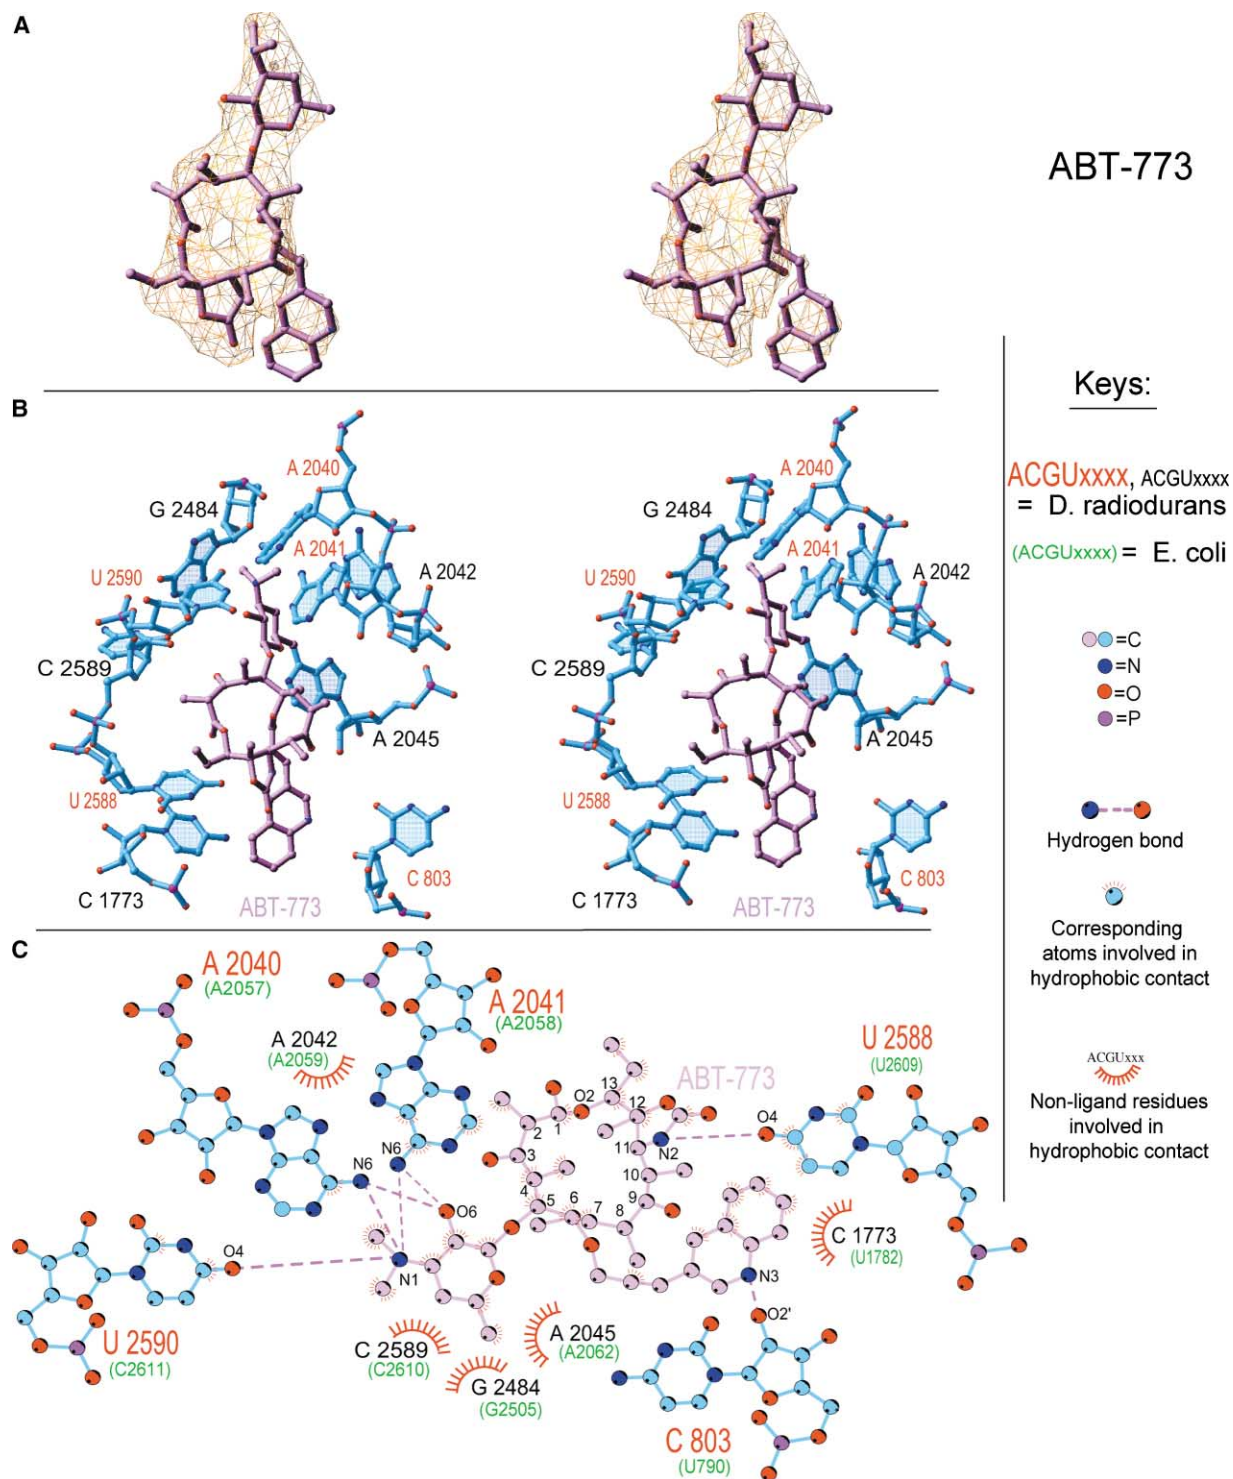 A
ABT-773
B
A 2040
G 2484
A 2041
U 2590
A 2042
C 2589
A 2045
U 2588
C 1773
C 803
ABT-773
A 2040
G 2484
A 2041
U 2590
A 2042
C 2589
A 2045
U 2588
C 1773
C 803
ABT-773
Keys:
ACGUxxxx, ACGUxxxx
= D. radiodurans
(ACGUxxxx) = E. coli
=C
=N
=O
=P
Hydrogen bond
Corresponding
atoms involved in
hydrophobic contact
ACGUxxx
Non-ligand residues
involved in
hydrophobic contact
C
A 2040
(A2057)
A 2041
(A2058)
A 2042
(A2059)
ABT-773
U 2588
(U2609)
13
O2
12
1
2
11
N2
O4
3
10
N6
N6
4
9
5
6
7
8
O6
C 1773
(U1782)
O4
N1
N3
O2'
U 2590
(C2611)
C 2589
(C2610)
A 2045
(A2062)
G 2484
(G2505)
C 803
(U790)